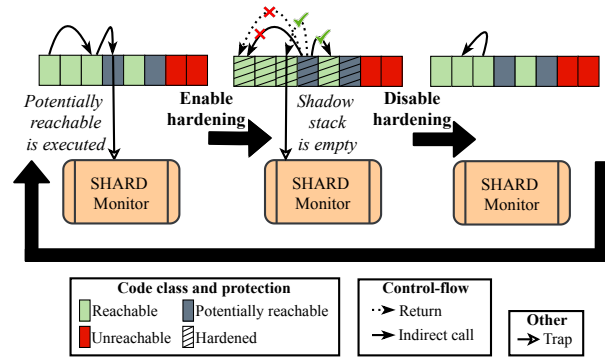 Potentially
reachable
is executed
Enable
hardening
Shadow
stack
is empty
Disable
hardening
SHARD
Monitor
SHARD
Monitor
SHARD
Monitor
Code class and protection
Reachable
Potentially reachable
Unreachable
Hardened
Control-flow
Return
Indirect call
Other
Trap